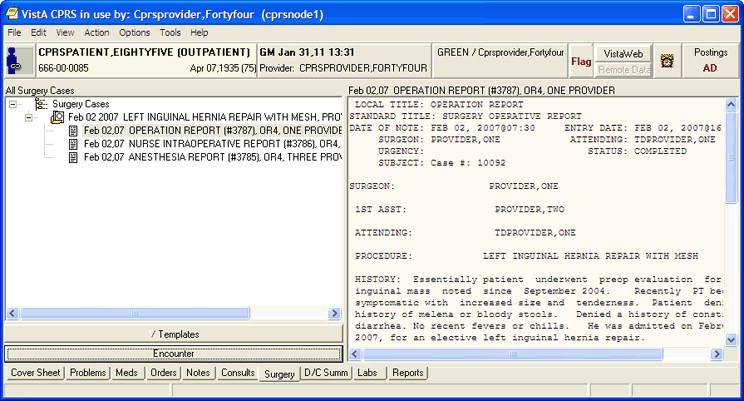 VistA CPRS in use by: Cprsprovider,Fortyfour (cprsnode1)
File Edit View Action Options Tools Help
CPRSPATIENT,EIGHTYFIVE (OUTPATIENT) GM Jan 31,11 13:31 GREEN / Cprsprovider,Fortyfour Flag VistaWeb Postings
666-00-0085 Apr 07,1935 (75) Provider: CPRSPROVIDER,FORTYFOUR Remote Data AD
All Surgery Cases
Surgery Cases
Feb 02 2007 LEFT INGUINAL HERNIA REPAIR WITH MESH, PRO
Feb 02,07 OPERATION REPORT (#3787), OR4, ONE PROVIDE
Feb 02,07 NURSE INTRAOPERATIVE REPORT (#3786), OR4,
Feb 02,07 ANESTHESIA REPORT (#3785), OR4, THREE PROV
/ Templates
Encounter
Feb 02,07 OPERATION REPORT (#3787), OR4, ONE PROVIDER
LOCAL TITLE: OPERATION REPORT
STANDARD TITLE: SURGERY OPERATIVE REPORT
DATE OF NOTE: FEB 02, 2007@07:30 ENTRY DATE: FEB 02, 2007@16
SURGEON: PROVIDER,ONE ATTENDING: TDPROVIDER,ONE
URGENCY: STATUS: COMPLETED
SUBJECT: Case #: 10092
SURGEON: PROVIDER,ONE
1ST ASST: PROVIDER,TWO
ATTENDING: TDPROVIDER,ONE
PROCEDURE: LEFT INGUINAL HERNIA REPAIR WITH MESH
HISTORY: Essentially patient underwent preop evaluation for
inguinal mass noted since September 2004. Recently PT be
symptomatic with increased size and tenderness. Patient den
history of melena or bloody stools. Denied a history of const
diarrhea. No recent fevers or chills. He was admitted on Febr
2007, for an elective left inguinal hernia repair.
Cover Sheet Problems Meds Orders Notes Consults Surgery D/C Summ Labs Reports